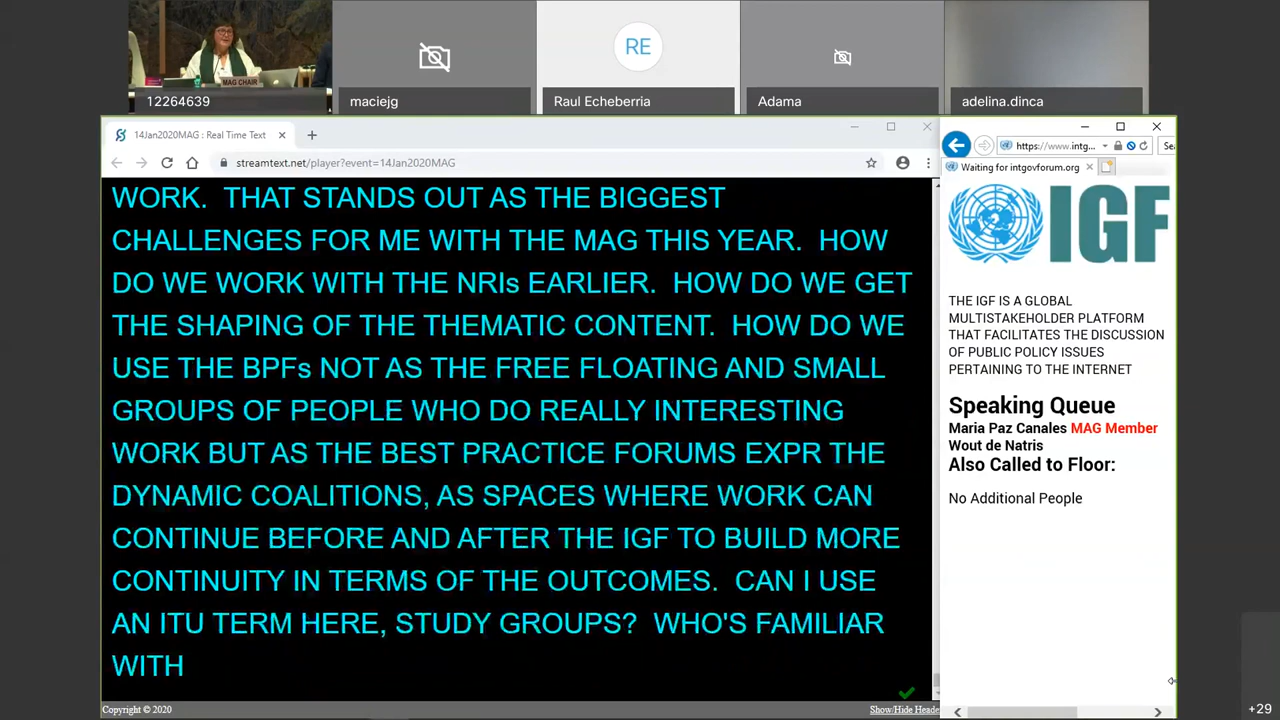 MAG CHAIR
12264639
maciejg
RE
Raul Echeberria
Adama
adelina.dinca
14Jan2020MAG : Real Time Text
streamtext.net/player?event=14Jan2020MAG
WORK. THAT STANDS OUT AS THE BIGGEST
CHALLENGES FOR ME WITH THE MAG THIS YEAR. HOW
DO WE WORK WITH THE NRIs EARLIER. HOW DO WE GET
THE SHAPING OF THE THEMATIC CONTENT. HOW DO WE
USE THE BPFs NOT AS THE FREE FLOATING AND SMALL
GROUPS OF PEOPLE WHO DO REALLY INTERESTING
WORK BUT AS THE BEST PRACTICE FORUMS EXPR THE
DYNAMIC COALITIONS, AS SPACES WHERE WORK CAN
CONTINUE BEFORE AND AFTER THE IGF TO BUILD MORE
CONTINUITY IN TERMS OF THE OUTCOMES. CAN I USE
AN ITU TERM HERE, STUDY GROUPS? WHO'S FAMILIAR
WITH
Copyright © 2020
Show/Hide Heade
https://www.intg...
Sea
Waiting for intgovforum.org
IGF
THE IGF IS A GLOBAL
MULTISTAKEHOLDER PLATFORM
THAT FACILITATES THE DISCUSSION
OF PUBLIC POLICY ISSUES
PERTAINING TO THE INTERNET
Speaking Queue
Maria Paz Canales MAG Member
Wout de Natris
Also Called to Floor:
No Additional People
+29